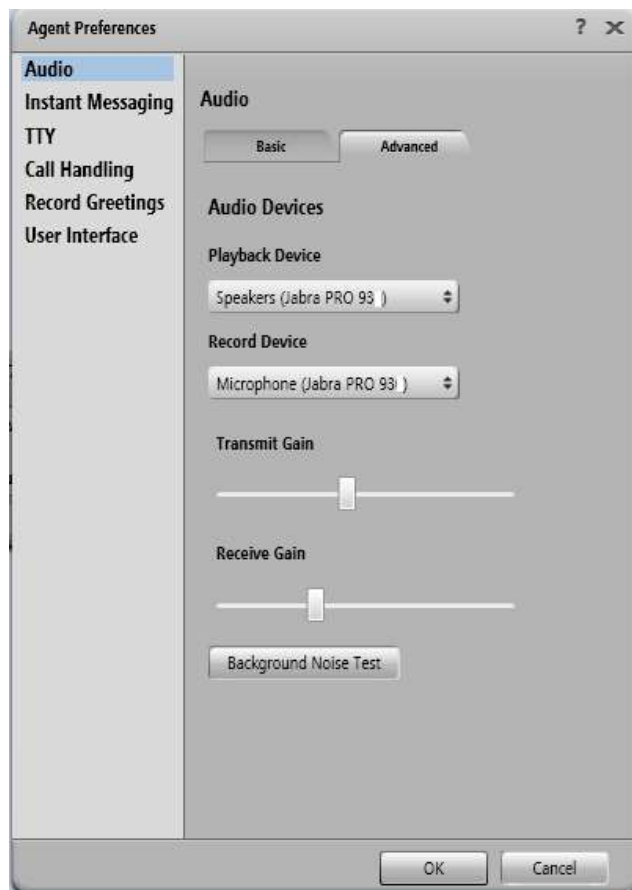 Agent Preferences ?
Audio
Instant Messaging
TTY
Call Handling
Record Greetings
User Interface
Audio
Basic Advanced
Audio Devices
Playback Device
Speakers (Jabra PRO 93 )
Record Device
Microphone (Jabra PRO 93 )
Transmit Gain
Receive Gain
Background Noise Test
OK Cancel